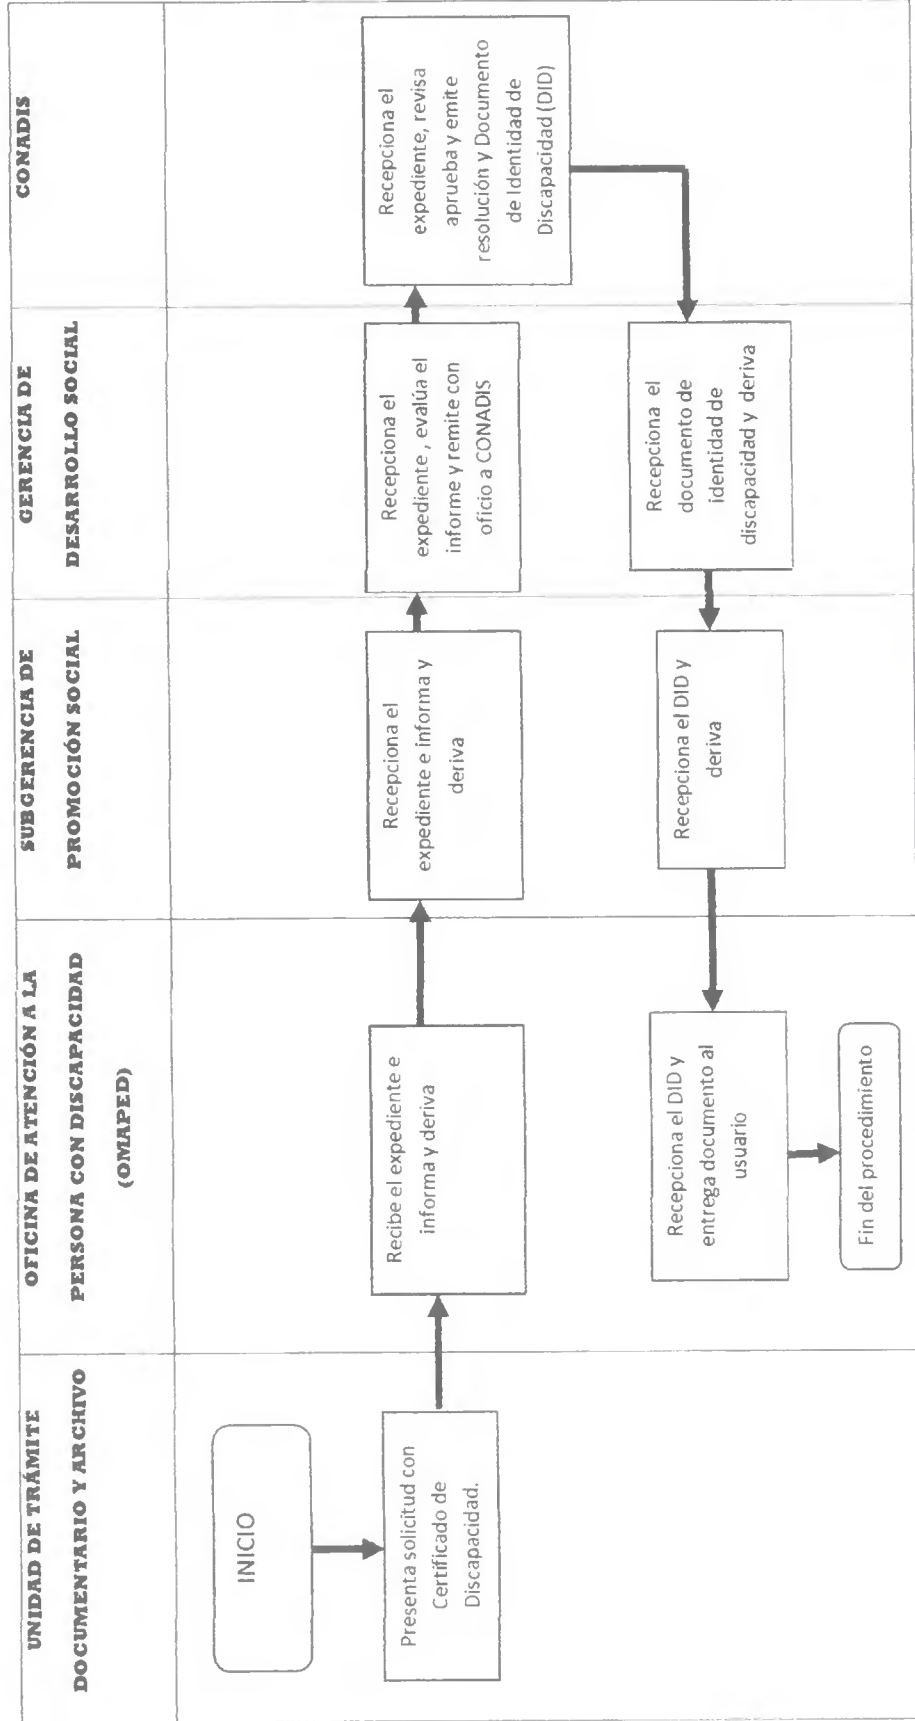 UNIDAD DE TRÁMITE
DOCUMENTARIO Y ARCHIVO
OFICINA DE ATENCIÓN A LA
PERSONA CON DISCAPACIDAD
(OMAPED)
SUBGERENCIA DE
PROMOCIÓN SOCIAL
GERENCIA DE
DESARROLLO SOCIAL
CONADIS
INICIO
Presenta solicitud con
Certificado de
Discapacidad.
Recibe el expediente e
informa y deriva
Recepciona el
expediente e informa y
deriva
Recepciona el
expediente , evalúa el
informe y remite con
oficio a CONADIS
Recepciona el
expediente, revisa
aprueba y emite
resolución y Documento
de Identidad de
Discapacidad (DID)
Recepciona el
documento de
identidad de
discapacidad y deriva
Recepciona el DID y
deriva
Recepciona el DID y
entrega documento al
usuario
Fin del procedimiento